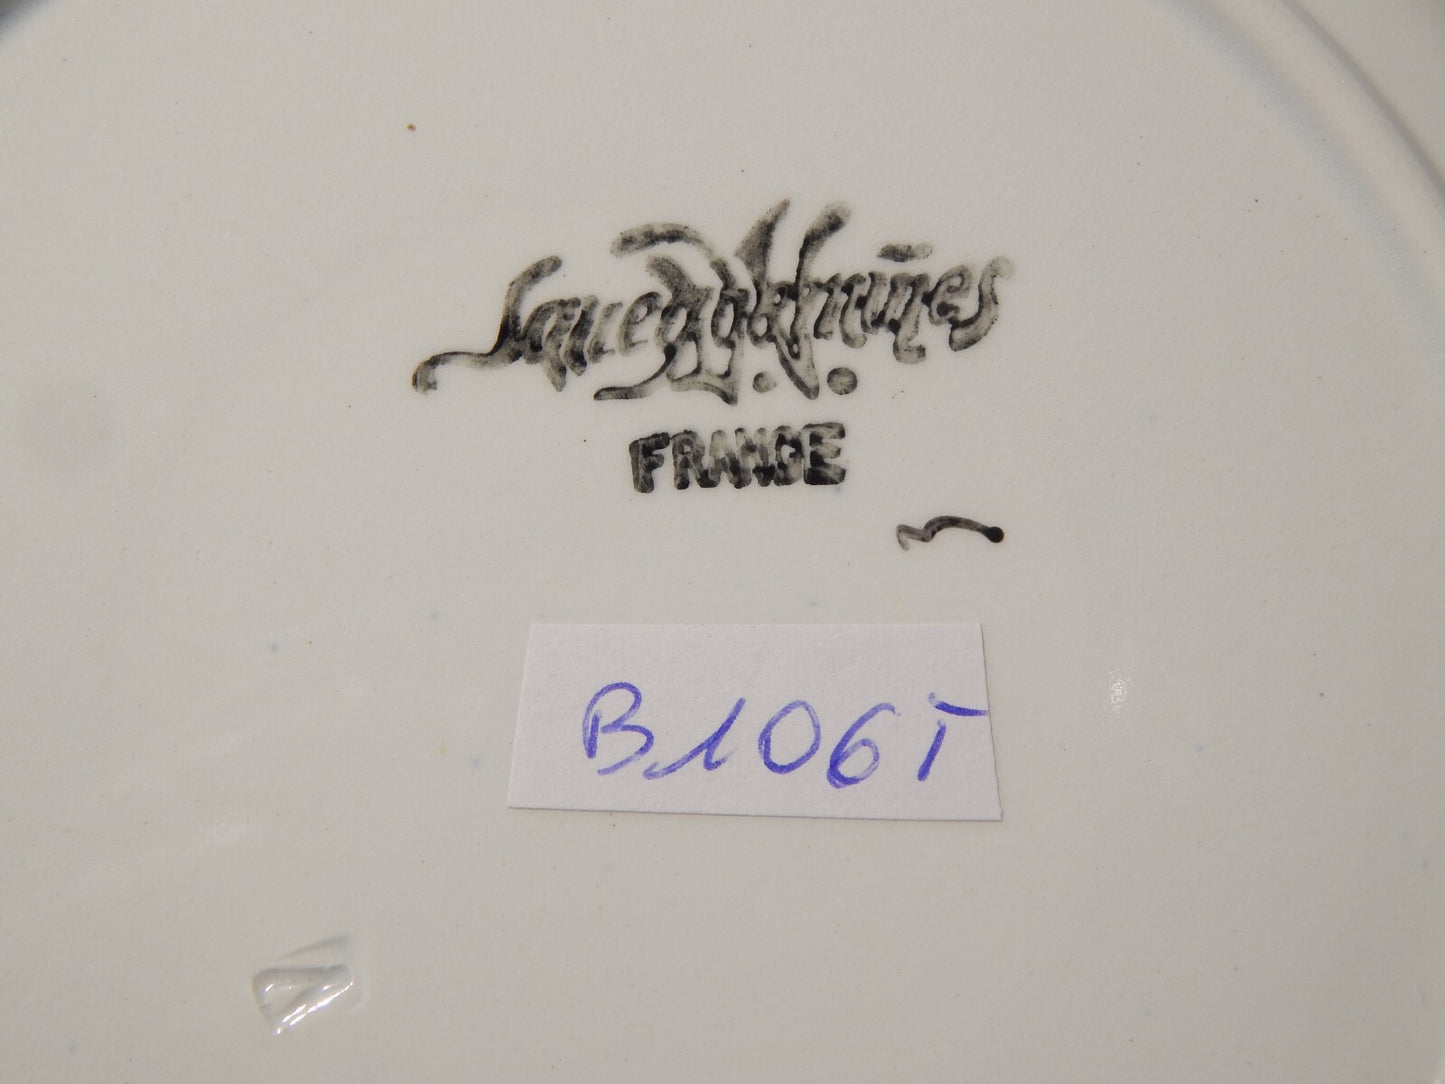 Sarreguemines
D.V.
FRANCE
B106T